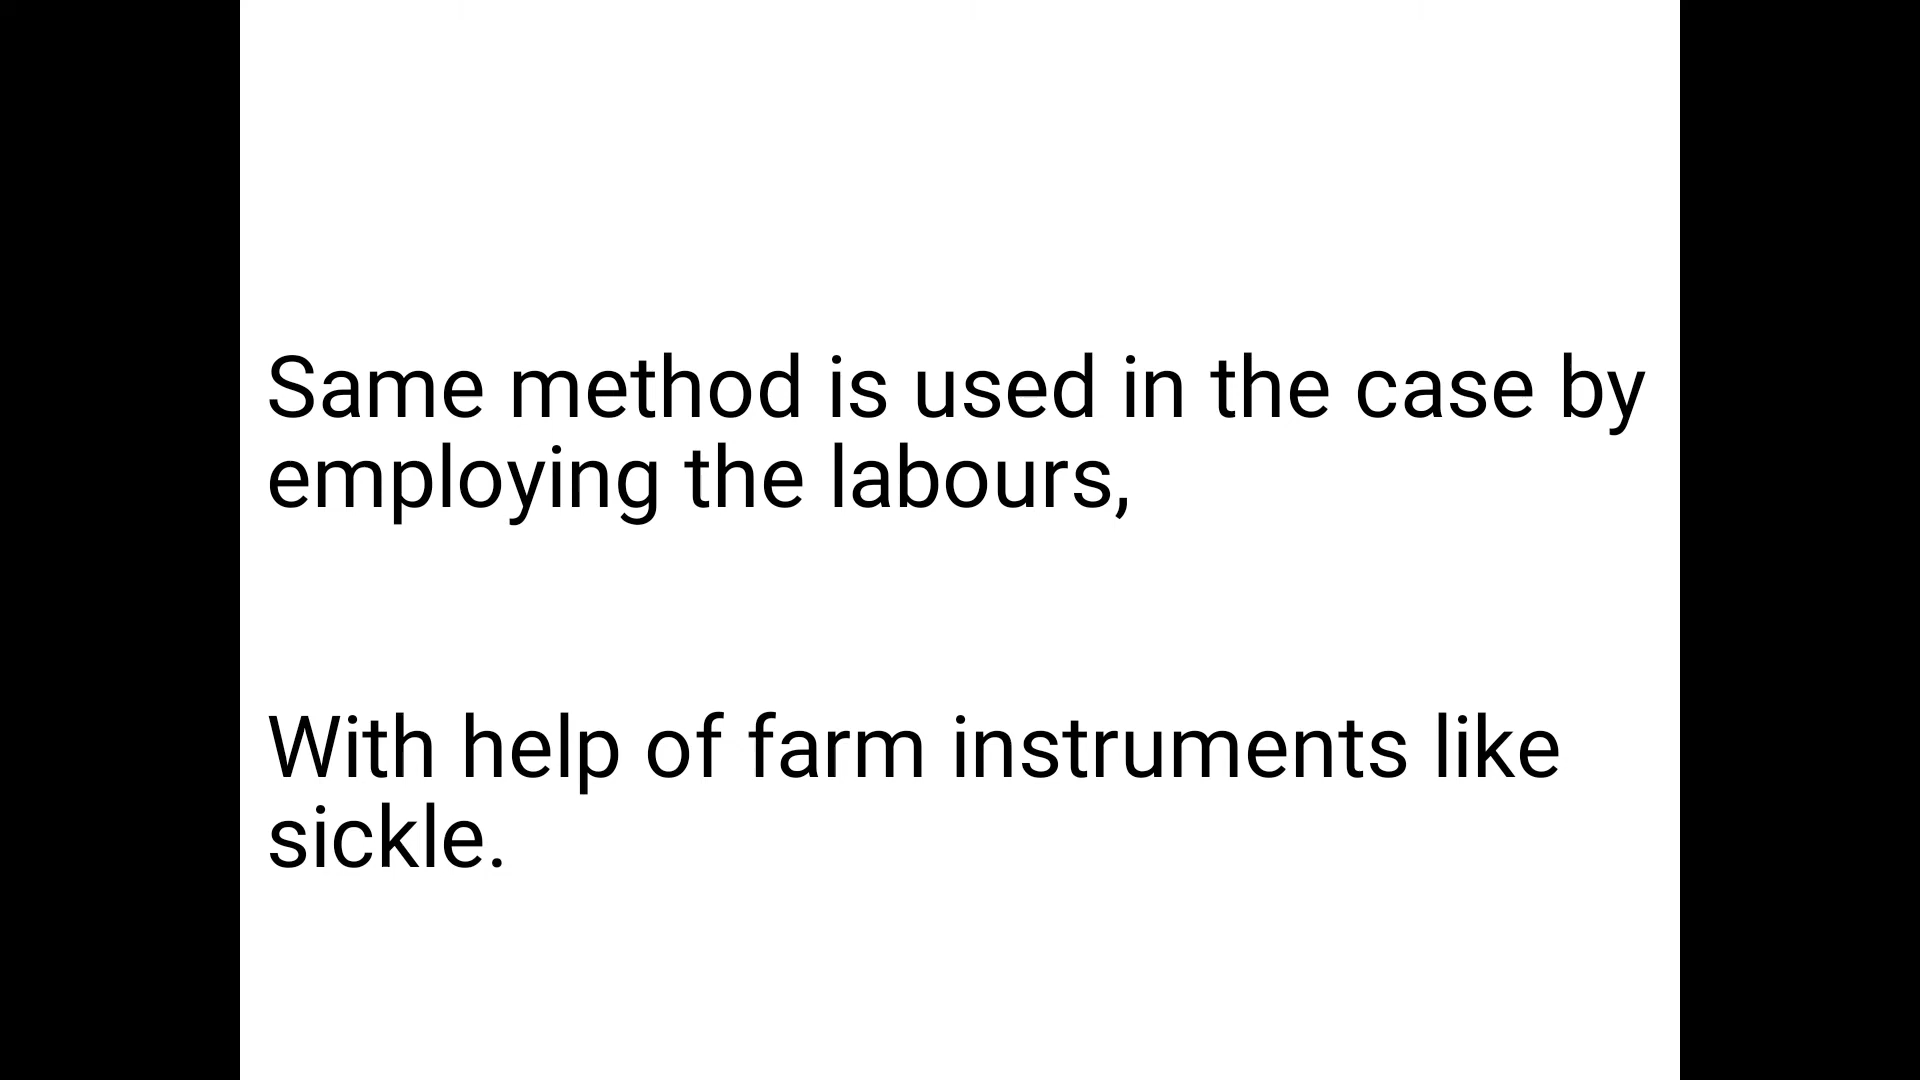 Same method is used in the case by
employing the labours,
With help of farm instruments like
sickle.